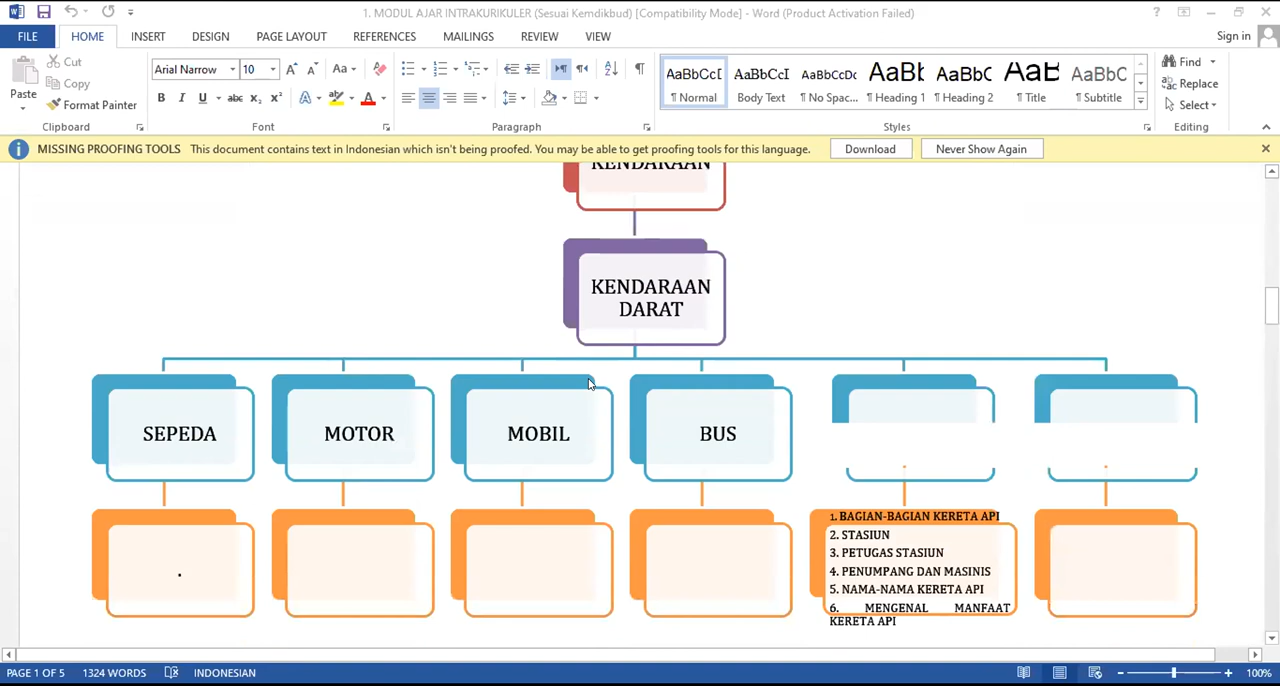 1. MODUL AJAR INTRAKURIKULER (Sesuai Kemdikbud) [Compatibility Mode] - Word (Product Activation Failed)
FILE HOME INSERT DESIGN PAGE LAYOUT REFERENCES MAILINGS REVIEW VIEW Sign in
Cut
Copy
Format Painter
Paste
Clipboard
Arial Narrow 10
Font
Paragraph
AaBbCcI AaBbCcI AaBbCcDc AaBb AaBbC AaBb AaBbC
¶ Normal Body Text ¶ No Spac... ¶ Heading 1 ¶ Heading 2 ¶ Title ¶ Subtitle
Styles
Find
Replace
Select
Editing
MISSING PROOFING TOOLS This document contains text in Indonesian which isn't being proofed. You may be able to get proofing tools for this language. Download Never Show Again
KENDARAAN
KENDARAAN
DARAT
SEPEDA MOTOR MOBIL BUS
.
1. BAGIAN-BAGIAN KERETA API
2. STASIUN
3. PETUGAS STASIUN
4. PENUMPANG DAN MASINIS
5. NAMA-NAMA KERETA API
6. MENGENAL MANFAAT
KERETA API
PAGE 1 OF 5 1324 WORDS INDONESIAN 100%